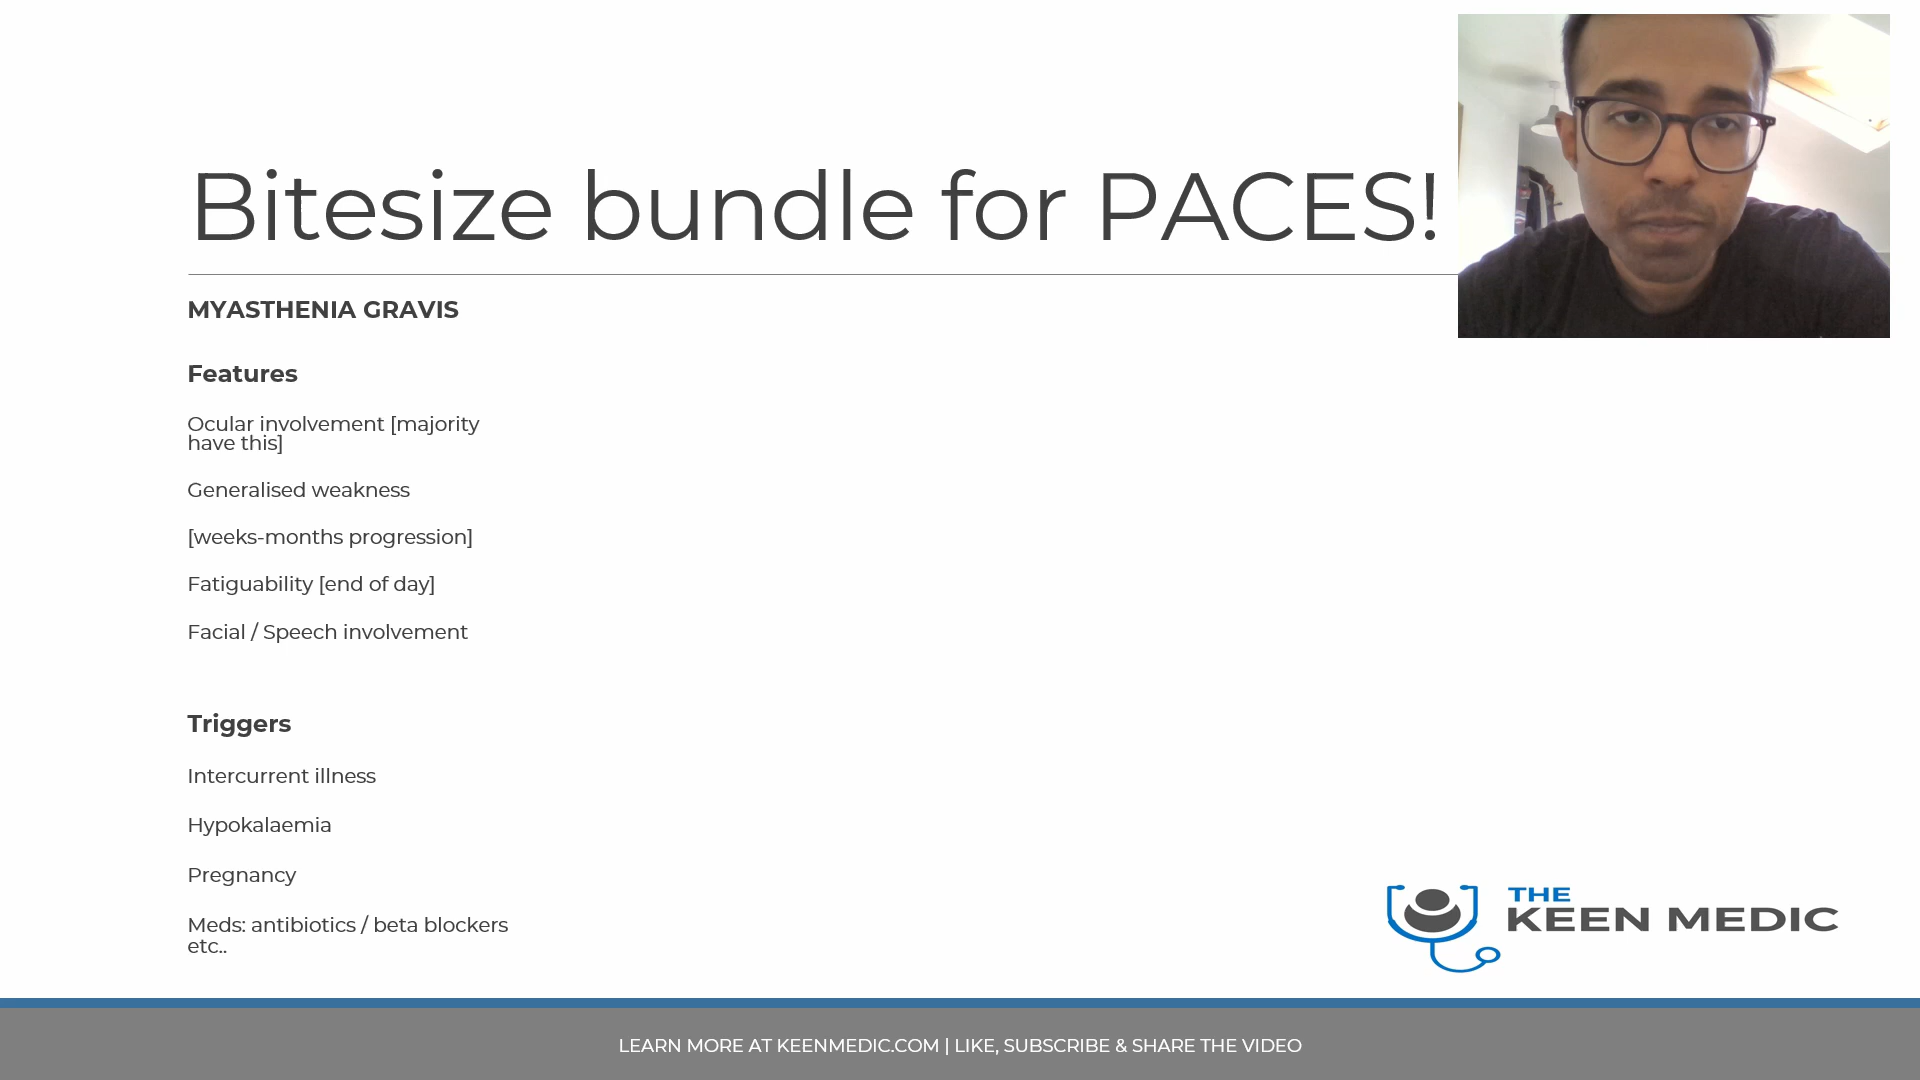 Bitesize bundle for PACES!
MYASTHENIA GRAVIS
Features
Ocular involvement [majority
have this]
Generalised weakness
[weeks-months progression]
Fatiguability [end of day]
Facial / Speech involvement
Triggers
Intercurrent illness
Hypokalaemia
Pregnancy
Meds: antibiotics / beta blockers
etc..
THE
KEEN MEDIC
LEARN MORE AT KEENMEDIC.COM | LIKE, SUBSCRIBE & SHARE THE VIDEO